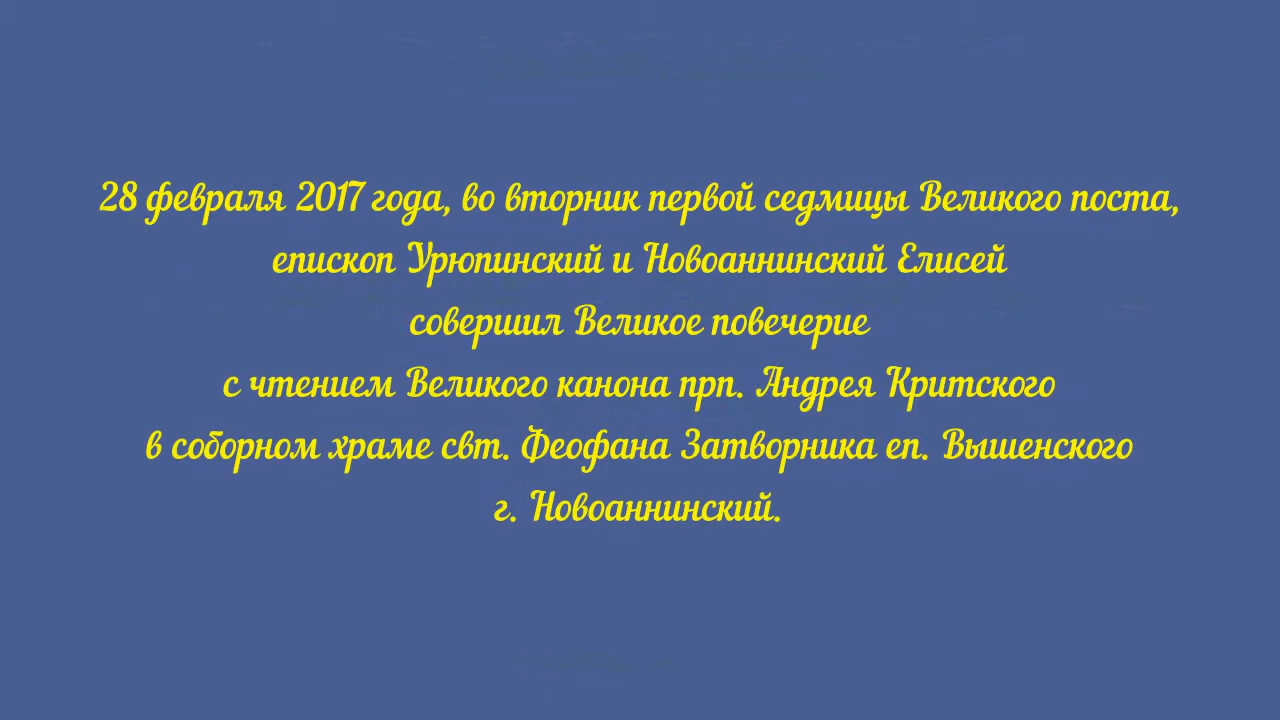 28 февраля 2017 года, во вторник первой седмицы Великого поста,
епископ Урюпинский и Новоаннинский Елисей
совершил Великое повечерие
с чтением Великого канона прп. Андрея Критского
в соборном храме свт. Феофана Затворника еп. Вышенского
г. Новоаннинский.